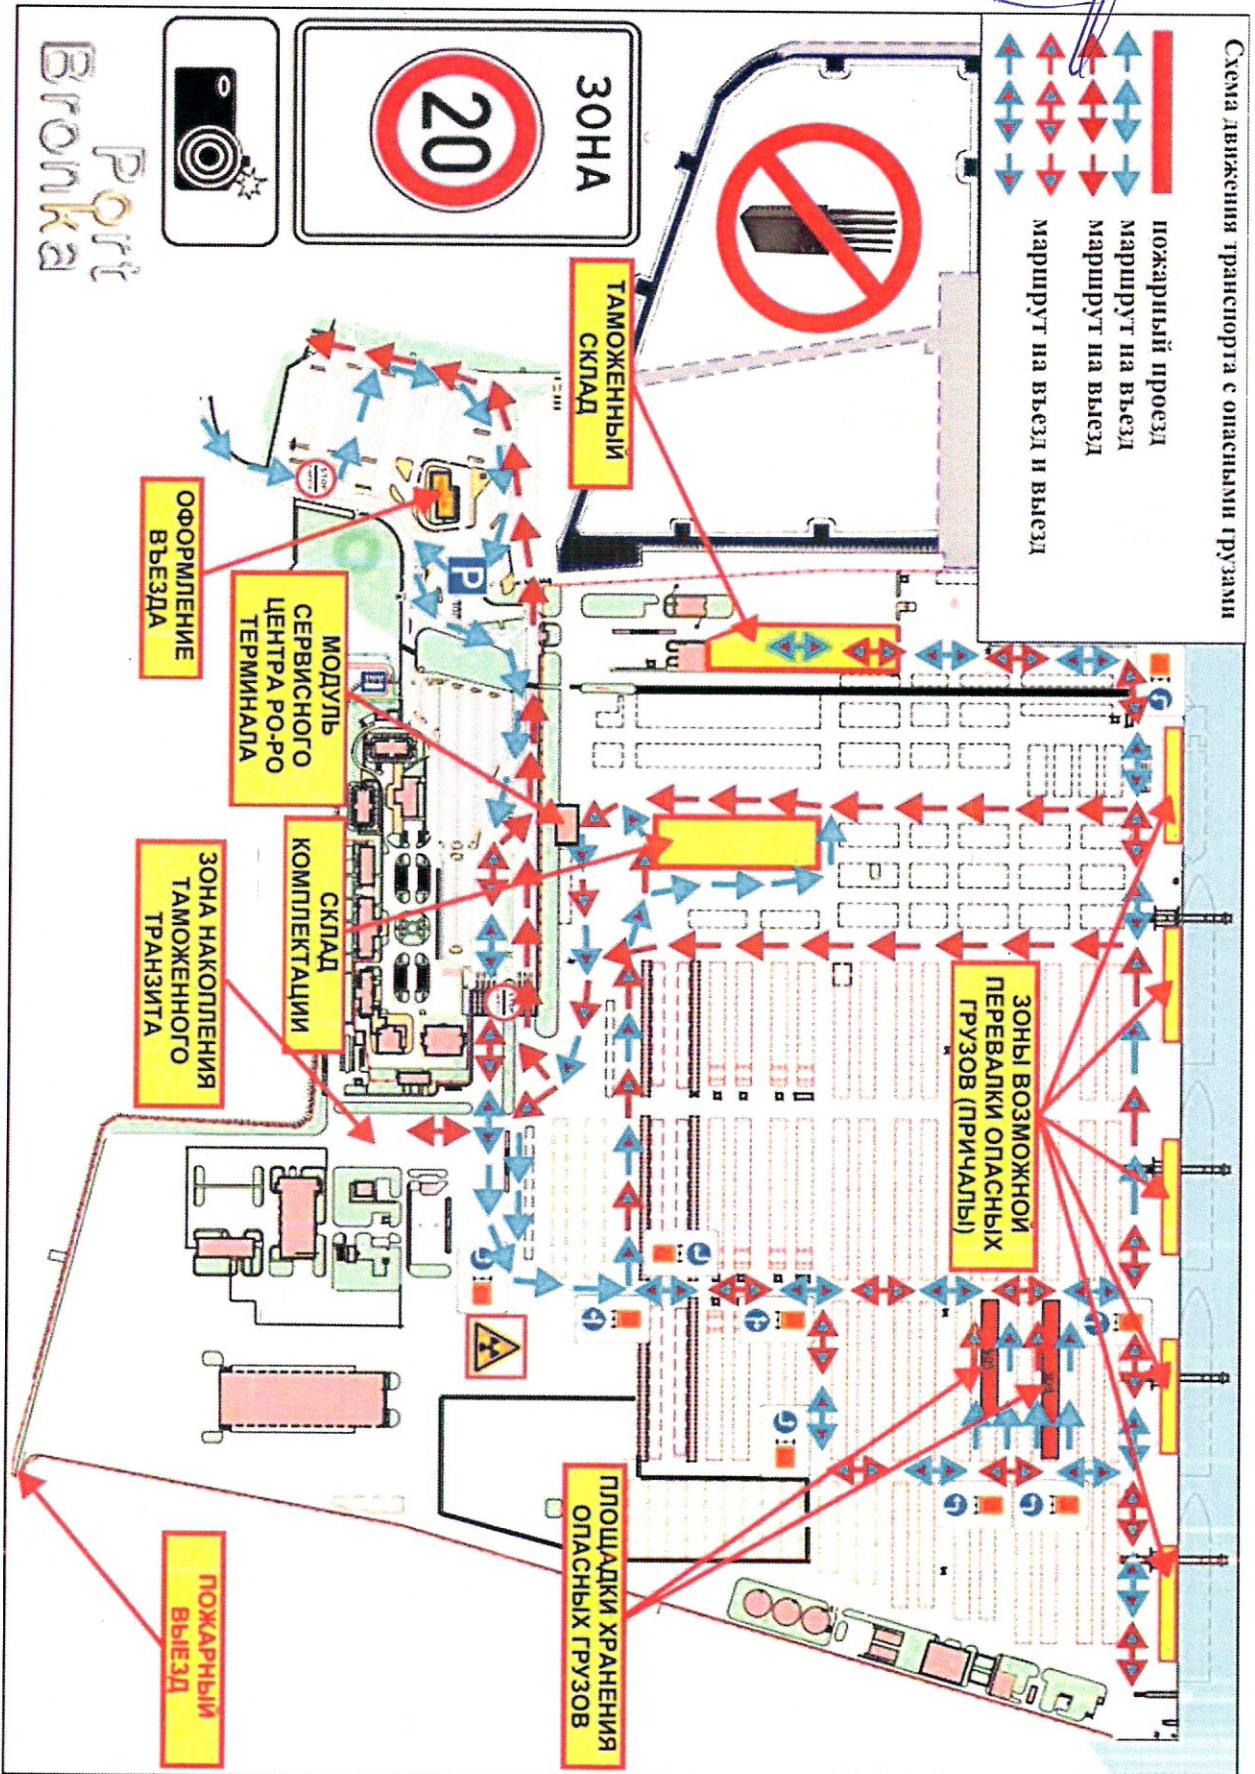 Схема движения транспорта с опасными грузами
пожарный проезд
маршрут на въезд
маршрут на выезд
маршрут на въезд и выезд
ЗОНА
20
Port
Bronka
ТАМОЖЕННЫЙ
СКЛАД
ОФОРМЛЕНИЕ
ВЪЕЗДА
МОДУЛЬ
СЕРВИСНОГО
ЦЕНТРА РО-РО
ТЕРМИНАЛА
СКЛАД
КОМПЛЕКТАЦИИ
ЗОНА НАКОПЛЕНИЯ
ТАМОЖЕННОГО
ТРАНЗИТА
ЗОНЫ ВОЗМОЖНОЙ
ПЕРЕВАЛКИ ОПАСНЫХ
ГРУЗОВ (ПРИЧАЛЫ)
ПЛОЩАДКИ ХРАНЕНИЯ
ОПАСНЫХ ГРУЗОВ
ПОЖАРНЫЙ
ВЫЕЗД
P
STOP